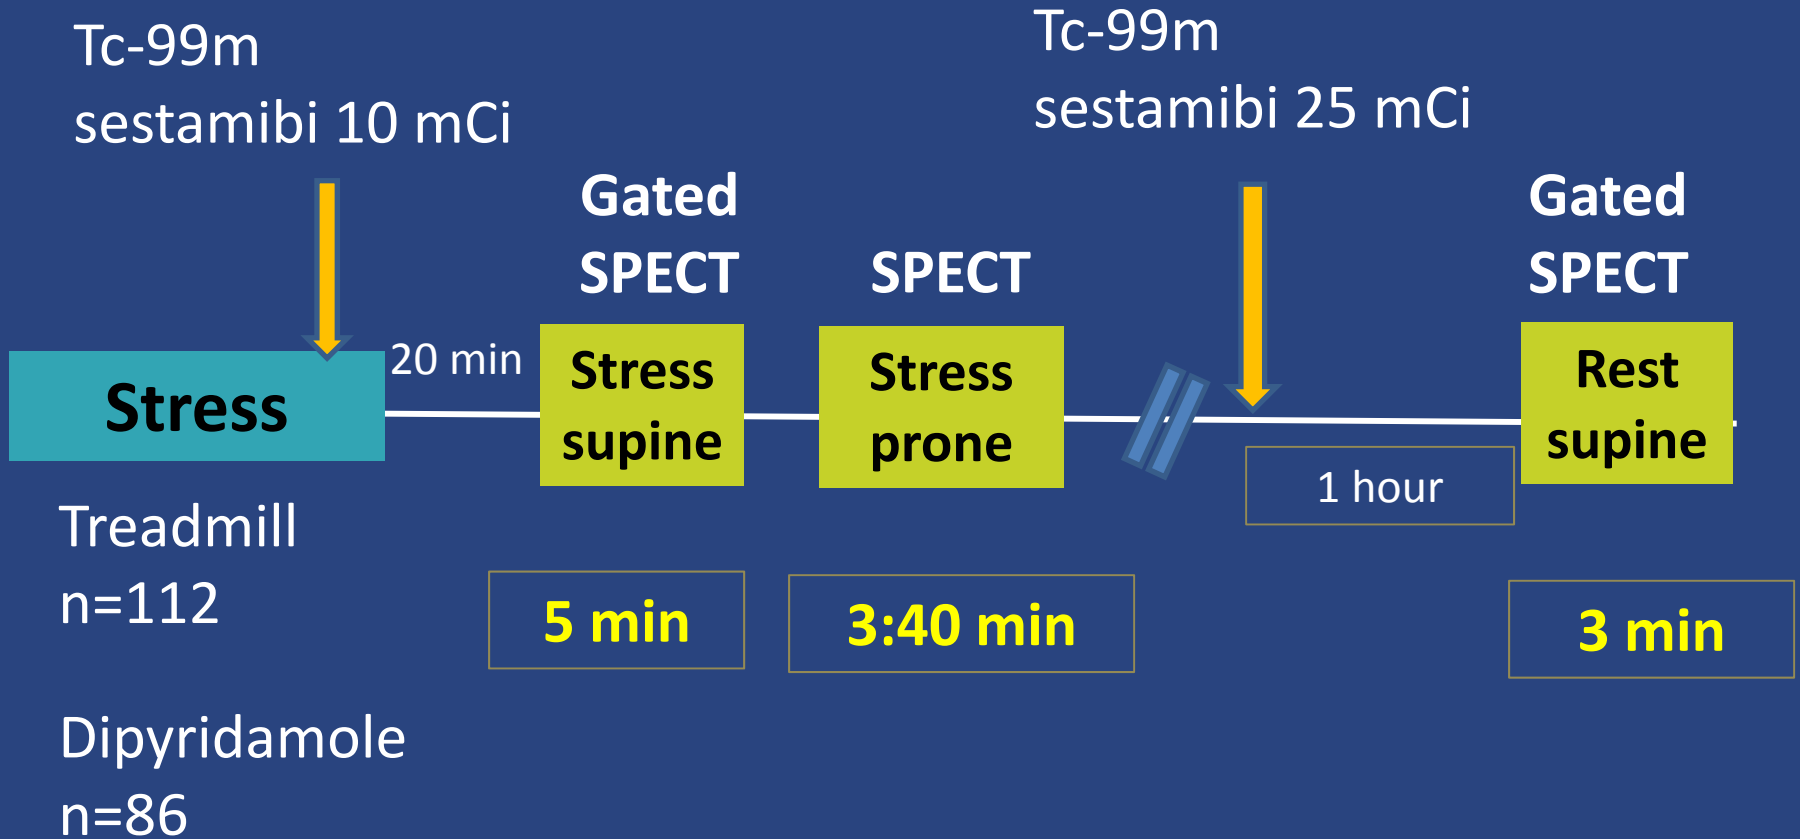 Tc-99m
sestamibi 10 mCi
Tc-99m
sestamibi 25 mCi
Gated
SPECT
SPECT
Gated
SPECT
Stress
20 min
Stress
supine
Stress
prone
1 hour
Rest
supine
Treadmill
n=112
5 min
3:40 min
3 min
Dipyridamole
n=86